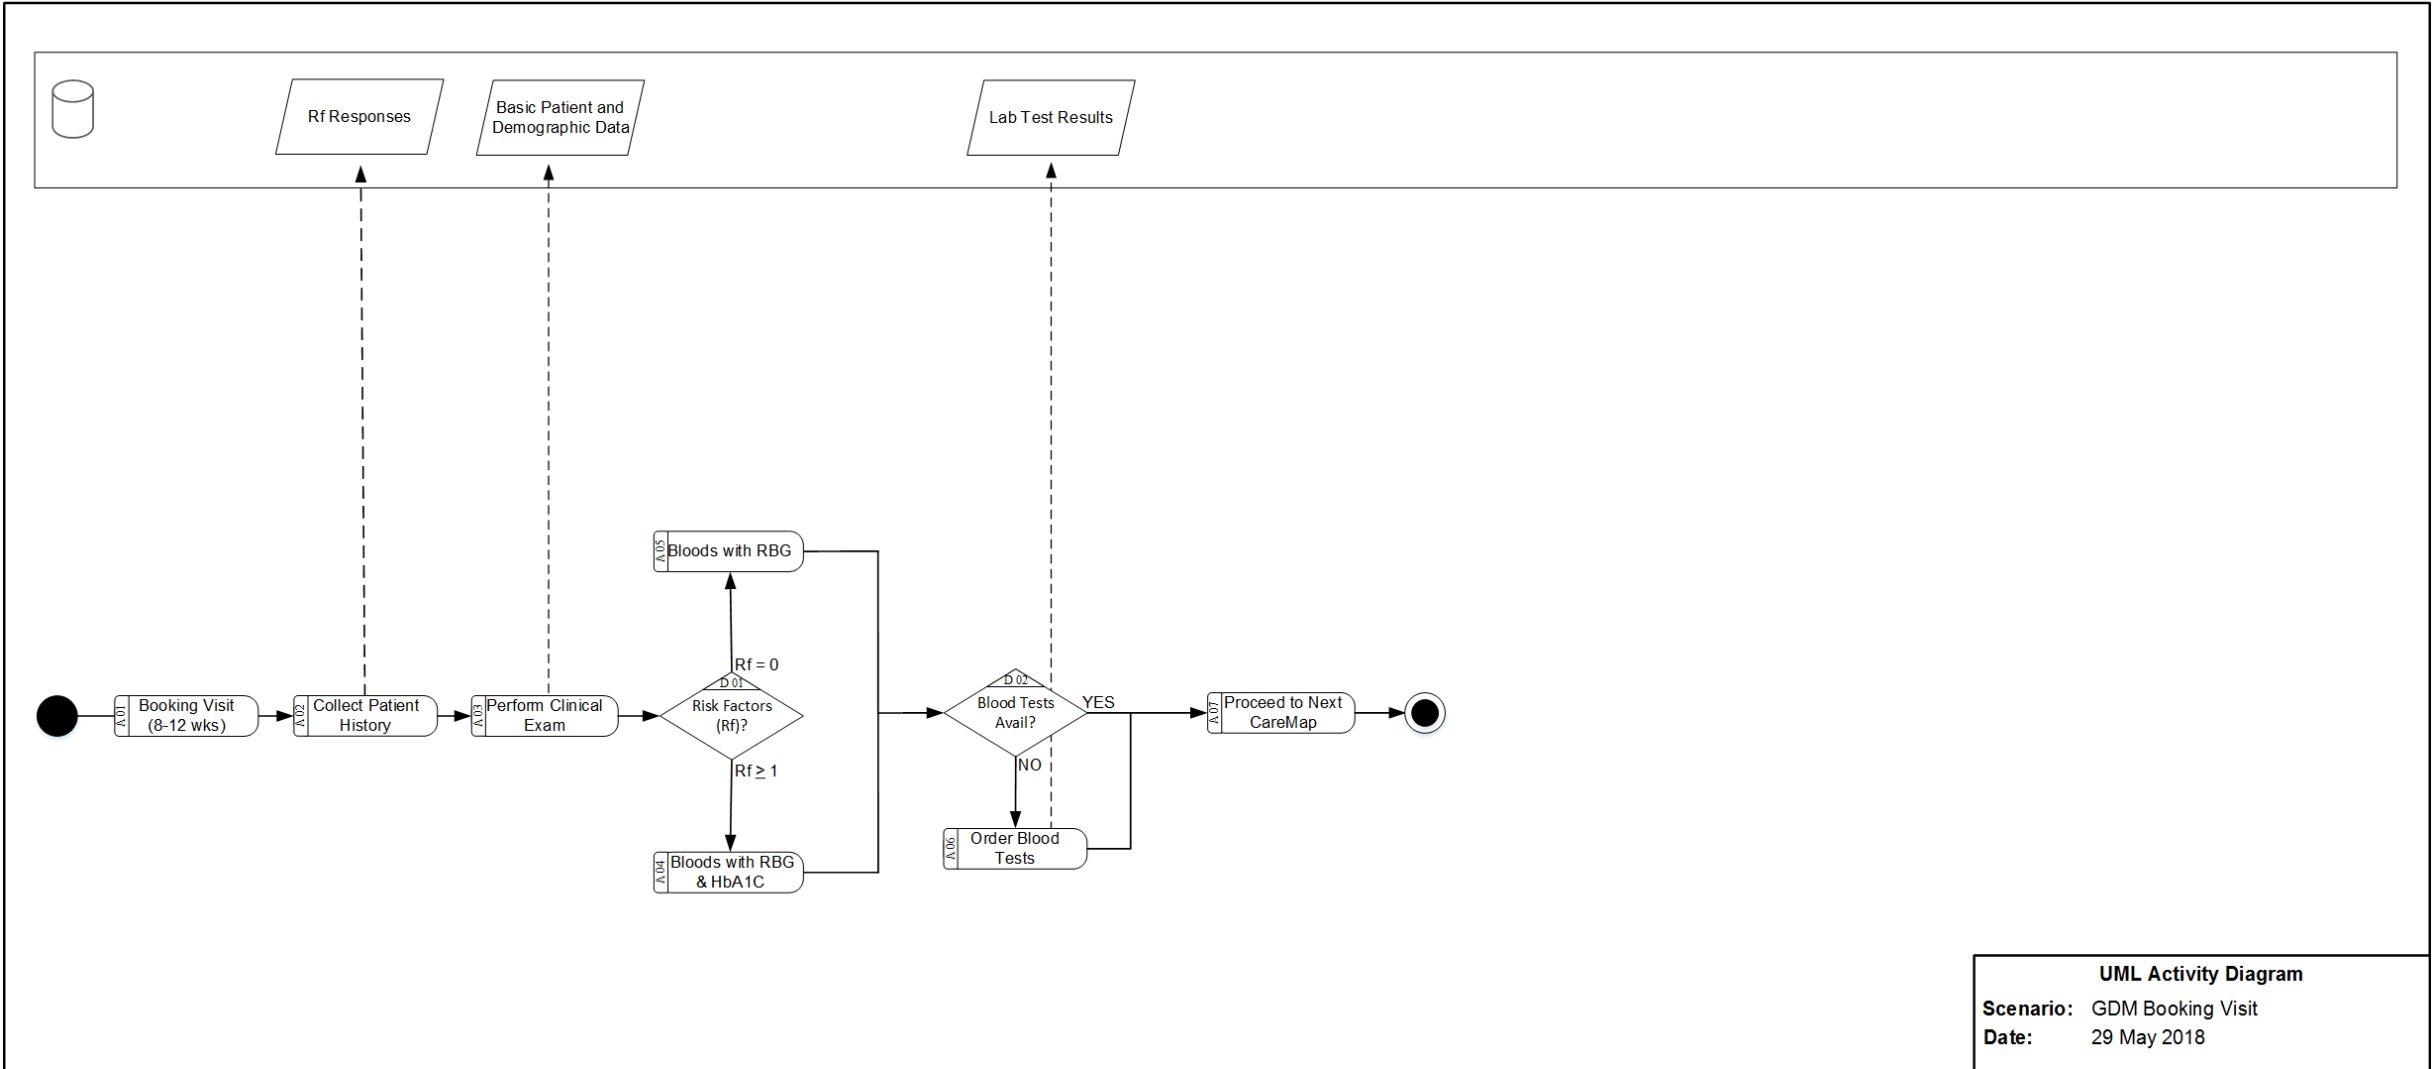 Rf Responses
Basic Patient and
Demographic Data
Lab Test Results
A 05
Bloods with RBG
Rf = 0
A 01
Booking Visit
(8-12 wks)
A 02
Collect Patient
History
A 03
Perform Clinical
Exam
D 01
Risk Factors
(Rf)?
Rf ≥ 1
A 04
Bloods with RBG
& HbA1C
D 02
Blood Tests
Avail?
YES
NO
A 06
Order Blood
Tests
A 07
Proceed to Next
CareMap
UML Activity Diagram
Scenario: GDM Booking Visit
Date: 29 May 2018